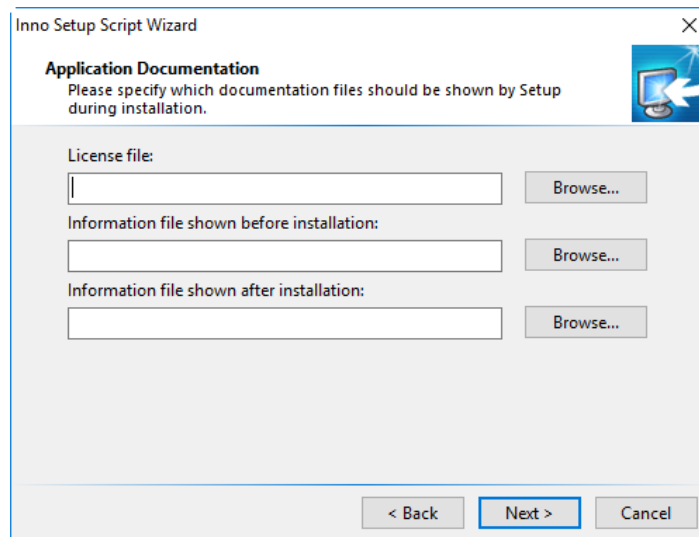 Inno Setup Script Wizard
Application Documentation
Please specify which documentation files should be shown by Setup
during installation.
License file:
Browse...
Information file shown before installation:
Browse...
Information file shown after installation:
Browse...
< Back
Next >
Cancel